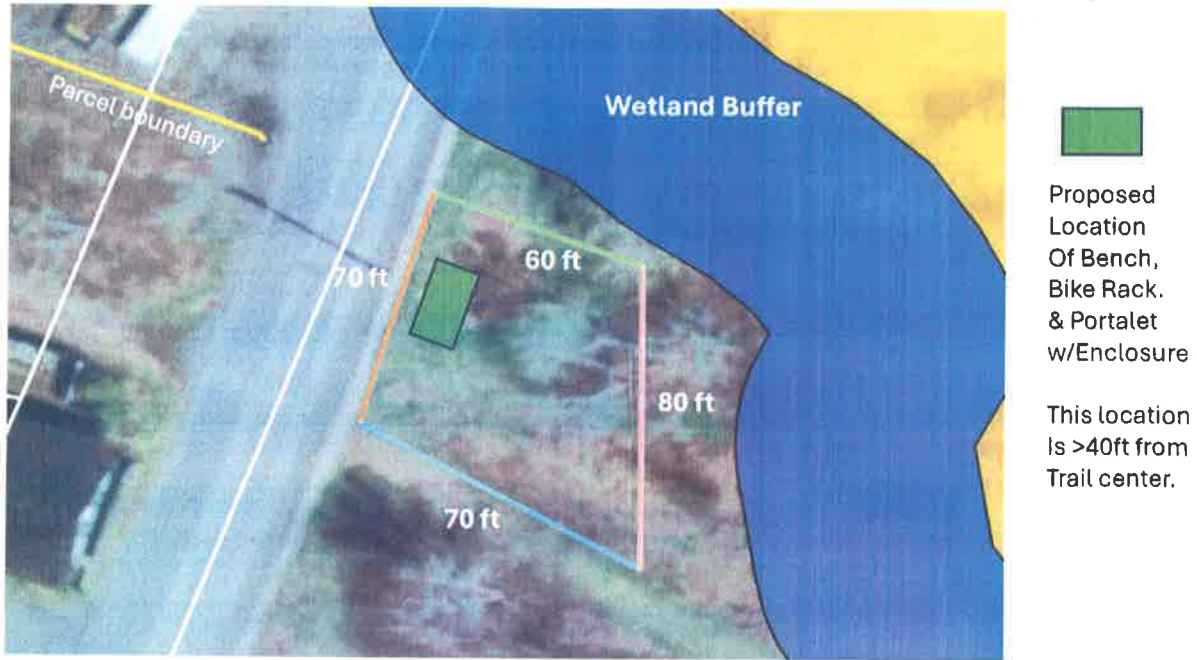 Parcel boundary
Wetland Buffer
70 ft
60 ft
80 ft
70 ft
Proposed
Location
Of Bench,
Bike Rack.
& Portalet
w/Enclosure
This location
Is >40ft from
Trail center.